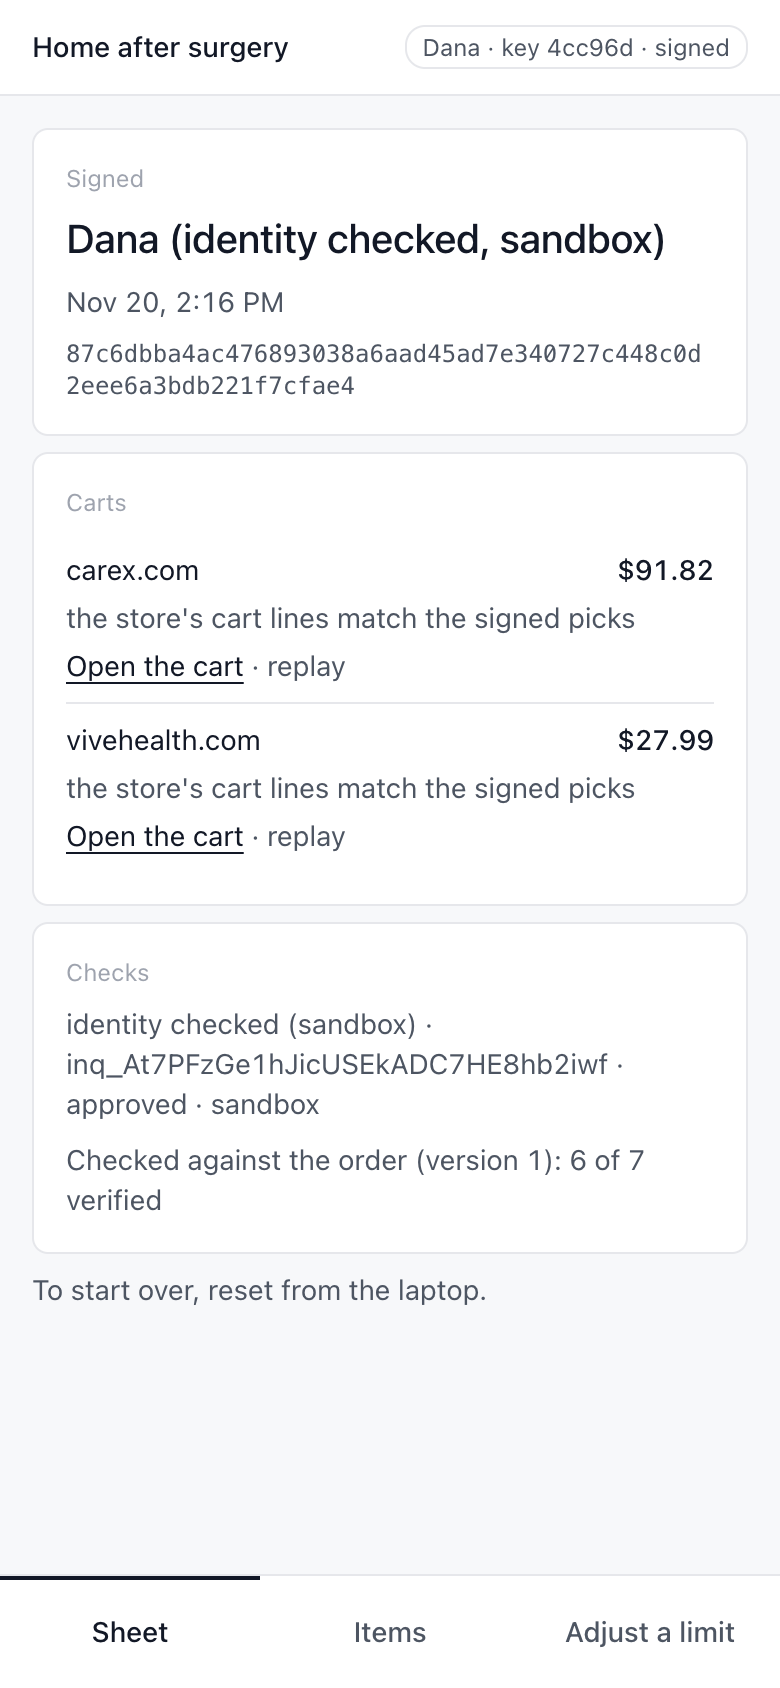 Home after surgery
Dana · key 4cc96d · signed
Signed
Dana (identity checked, sandbox)
Nov 20, 2:16 PM
87c6dbba4ac476893038a6aad45ad7e340727c448c0d
2eee6a3bdb221f7cfae4
Carts
carex.com $91.82
the store's cart lines match the signed picks
Open the cart · replay
vivehealth.com $27.99
the store's cart lines match the signed picks
Open the cart · replay
Checks
identity checked (sandbox) ·
inq_At7PFzGe1hJicUSEkADC7HE8hb2iwf ·
approved · sandbox
Checked against the order (version 1): 6 of 7
verified
To start over, reset from the laptop.
Sheet Items Adjust a limit